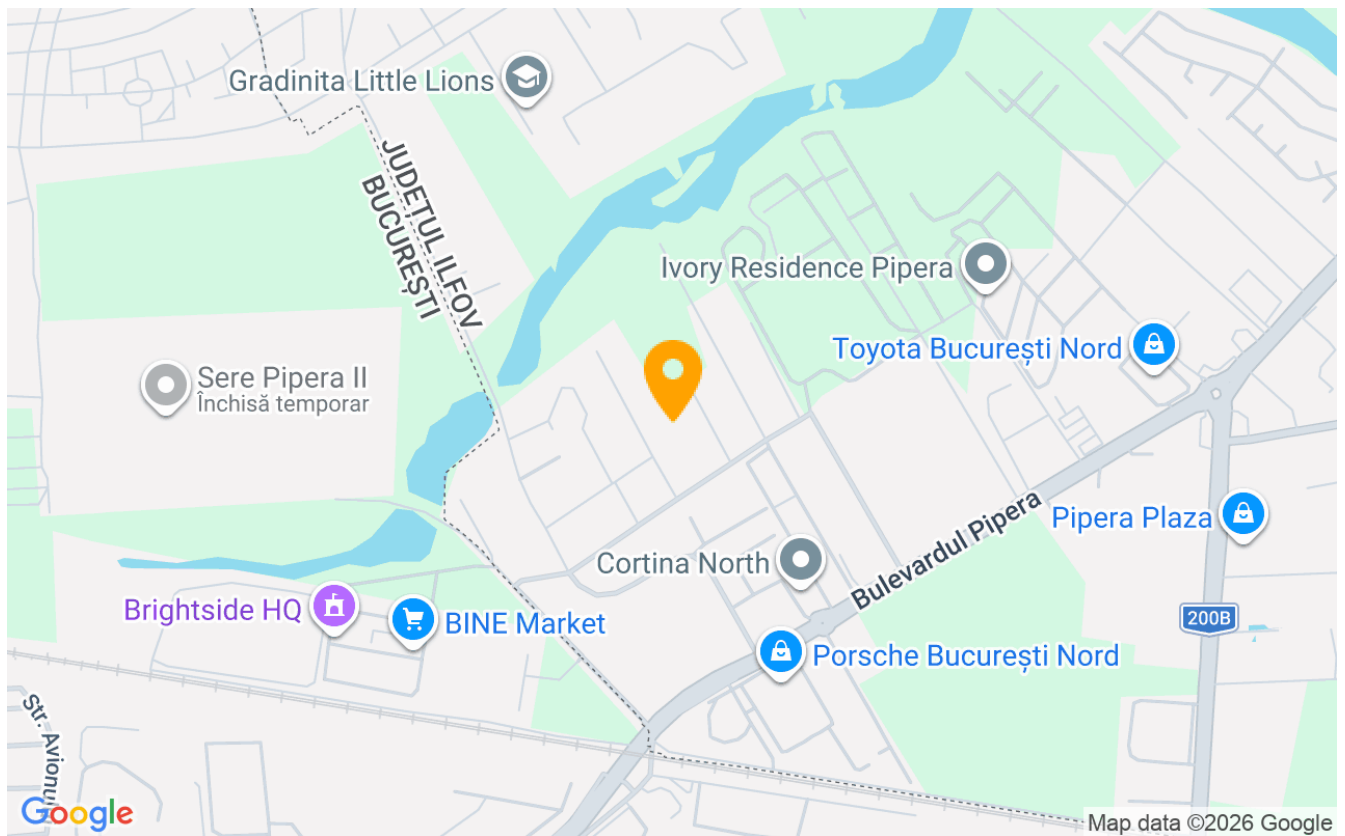 Gradinita Little Lions
JUDEȚUL ILFOV
BUCUREȘTI
Ivory Residence Pipera
Toyota București Nord
Sere Pipera II
Închisă temporar
Pipera Plaza
Bulevardul Pipera
Cortina North
Brightside HQ
BINE Market
200B
Porsche București Nord
Str. Avionu
Google
Map data ©2026 Google